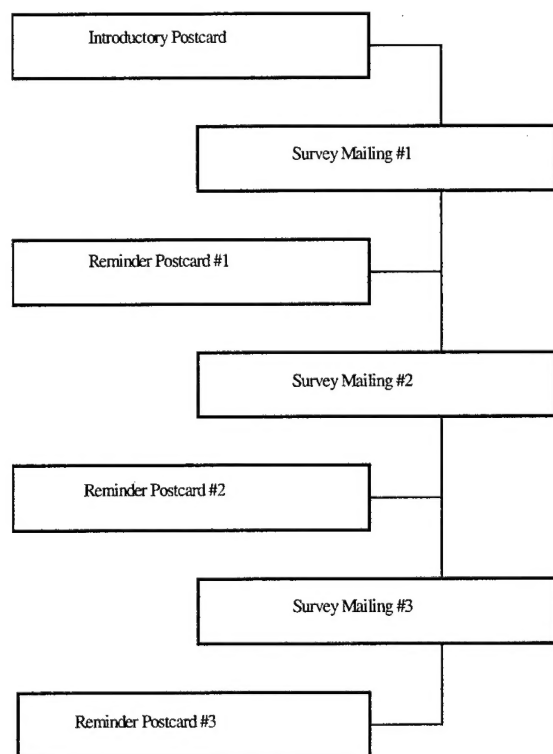 Introductory Postcard
Survey Mailing #1
Reminder Postcard #1
Survey Mailing #2
Reminder Postcard #2
Survey Mailing #3
Reminder Postcard #3